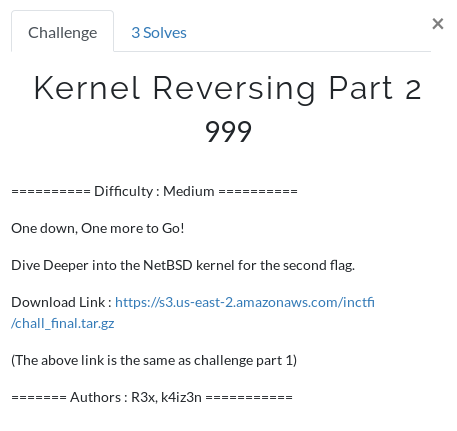 Challenge
3 Solves
×
Kernel Reversing Part 2
999
========== Difficulty : Medium ==========
One down, One more to Go!
Dive Deeper into the NetBSD kernel for the second flag.
Download Link : https://s3.us-east-2.amazonaws.com/inctfi
/chall_final.tar.gz
(The above link is the same as challenge part 1)
======= Authors : R3x, k4iz3n ===========